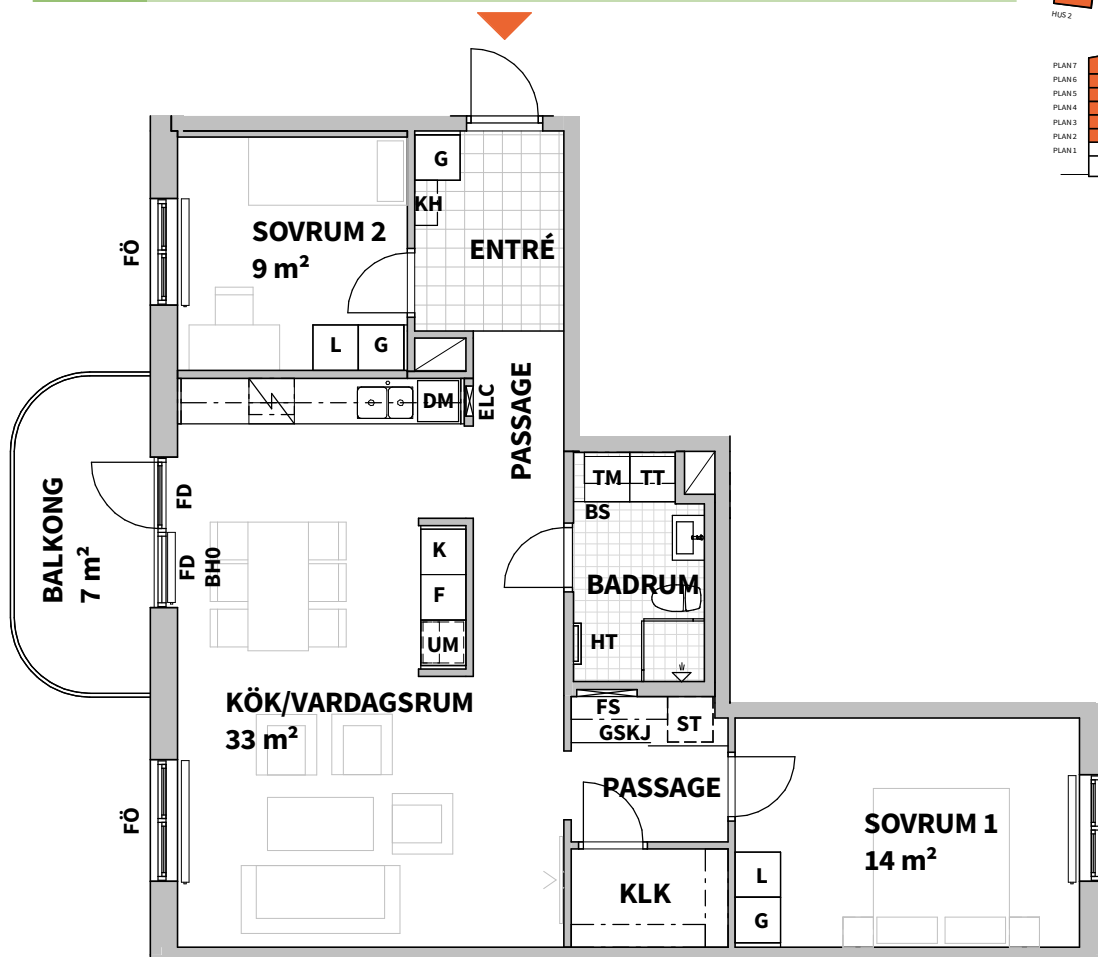 HUS 2
PLAN 7
PLAN 6
PLAN 5
PLAN 4
PLAN 3
PLAN 2
PLAN 1
G
KH
SOVRUM 2
9 m²
ENTRÉ
FÖ
L
G
DM
ELC
PASSAGE
BALKONG
7 m²
FD
FD
BH0
K
F
UM
TM
TT
BS
BADRUM
HT
KÖK/VARDAGSRUM
33 m²
FS
GSKJ
ST
PASSAGE
FÖ
SOVRUM 1
14 m²
KLK
L
G